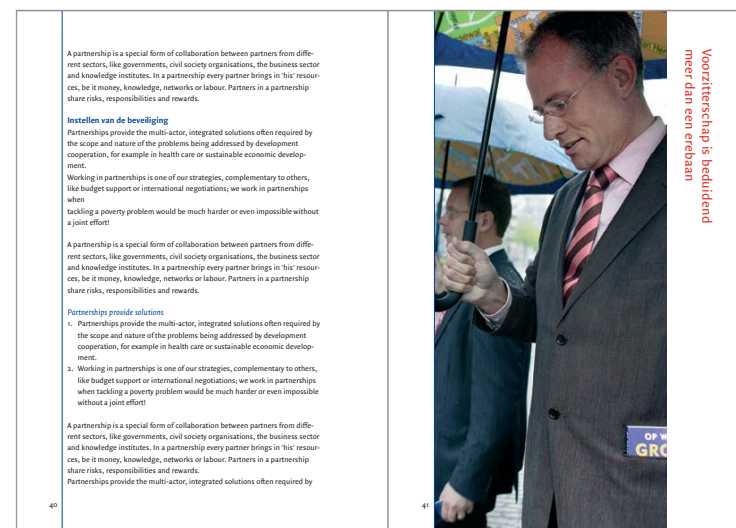 A partnership is a special form of collaboration between partners from diffe-
rent sectors, like governments, civil society organisations, the business sector
and knowledge institutes. In a partnership every partner brings in 'his' resour-
ces, be it money, knowledge, networks or labour. Partners in a partnership
share risks, responsibilities and rewards.
Instellen van de beveiliging
Partnerships provide the multi-actor, integrated solutions often required by
the scope and nature of the problems being addressed by development
cooperation, for example in health care or sustainable economic develop-
ment.
Working in partnerships is one of our strategies, complementary to others,
like budget support or international negotiations; we work in partnerships
when
tackling a poverty problem would be much harder or even impossible without
a joint effort!
A partnership is a special form of collaboration between partners from diffe-
rent sectors, like governments, civil society organisations, the business sector
and knowledge institutes. In a partnership every partner brings in 'his' resour-
ces, be it money, knowledge, networks or labour. Partners in a partnership
share risks, responsibilities and rewards.
Partnerships provide solutions
1. Partnerships provide the multi-actor, integrated solutions often required by
the scope and nature of the problems being addressed by development
cooperation, for example in health care or sustainable economic develop-
ment.
2. Working in partnerships is one of our strategies, complementary to others,
like budget support or international negotiations; we work in partnerships
when tackling a poverty problem would be much harder or even impossible
without a joint effort!
A partnership is a special form of collaboration between partners from diffe-
rent sectors, like governments, civil society organisations, the business sector
and knowledge institutes. In a partnership every partner brings in 'his' resour-
ces, be it money, knowledge, networks or labour. Partners in a partnership
share risks, responsibilities and rewards.
Partnerships provide the multi-actor, integrated solutions often required by
40
41
OP W
GRO
Voorzitterschap is beduidend
meer dan een erebaan